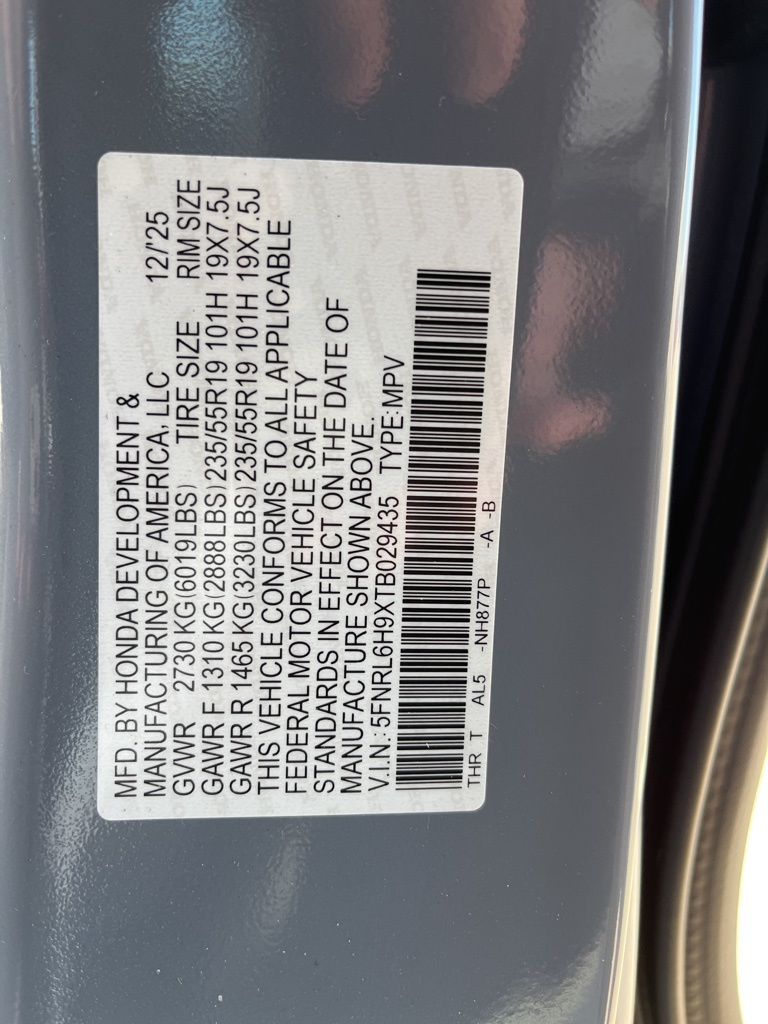 MFD. BY HONDA DEVELOPMENT &
MANUFACTURING OF AMERICA, LLC 12/'25
GVWR 2730 KG(6019LBS) TIRE SIZE RIM SIZE
GAWR F 1310 KG(2888LBS)235/55R19 101H 19X7.5J
GAWR R 1465 KG(3230LBS)235/55R19 101H 19X7.5J
THIS VEHICLE CONFORMS TO ALL APPLICABLE
FEDERAL MOTOR VEHICLE SAFETY
STANDARDS IN EFFECT ON THE DATE OF
MANUFACTURE SHOWN ABOVE.
V.I.N.: 5FNRL6H9XTB029435 TYPE:MPV
THR T AL5 -NH877P -A -B